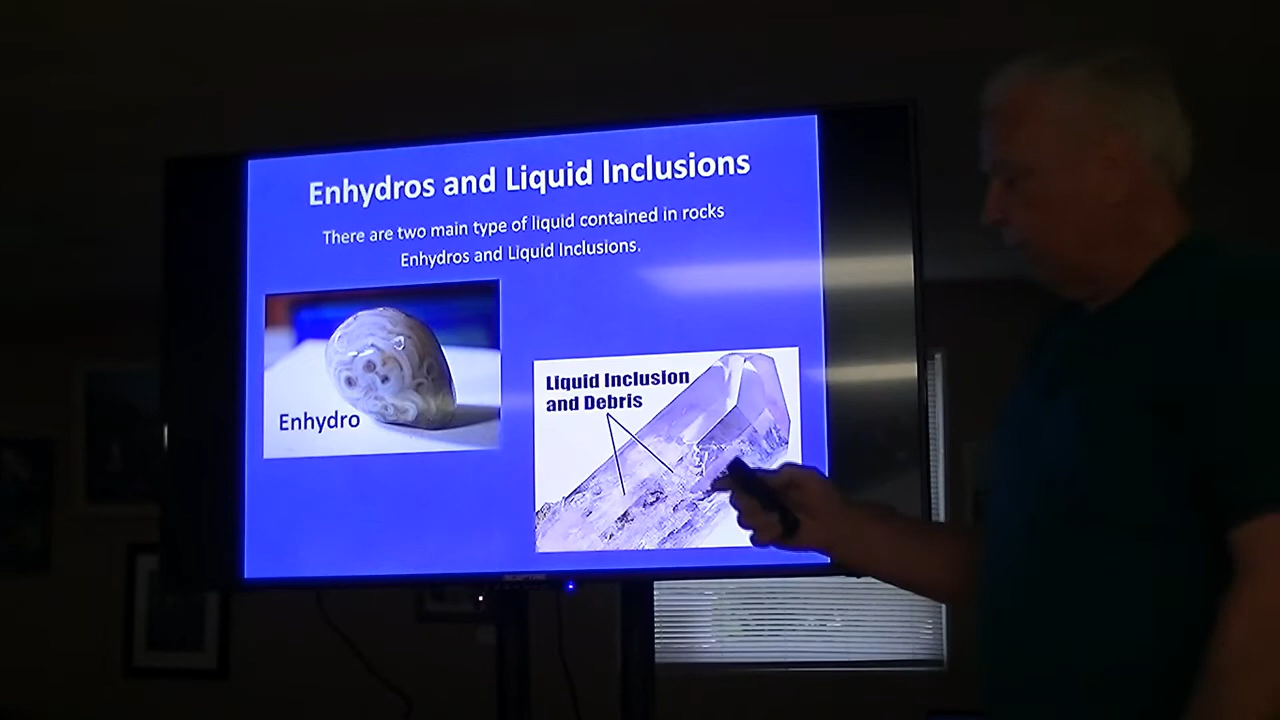 Enhydros and Liquid Inclusions
There are two main type of liquid contained in rocks
Enhydros and Liquid Inclusions.
Enhydro
Liquid Inclusion
and Debris